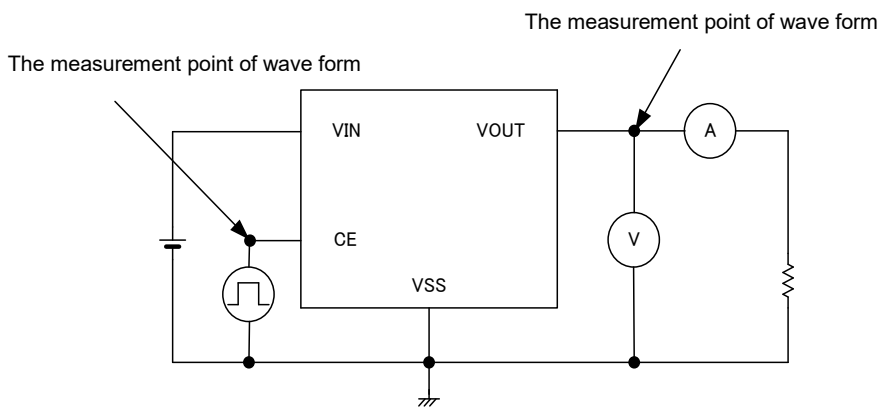 The measurement point of wave form
The measurement point of wave form
VIN
VOUT
A
CE
V
VSS